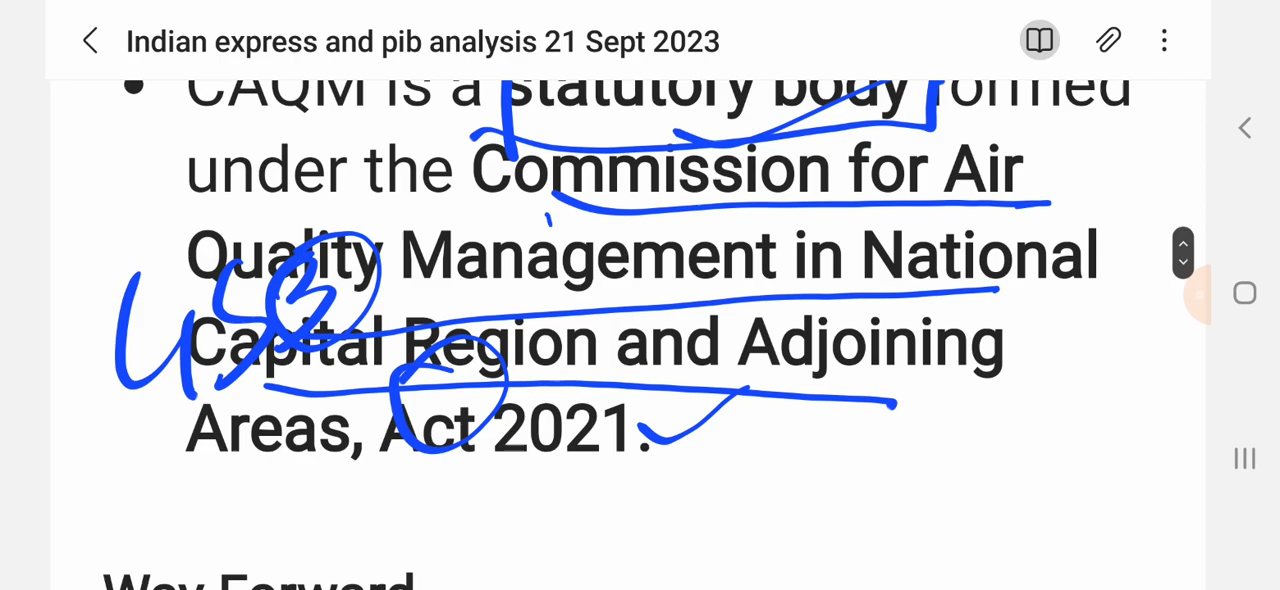 Indian express and pib analysis 21 Sept 2023
• CAQM is a statutory body formed
under the Commission for Air
Quality Management in National
Capital Region and Adjoining
Areas, Act 2021.
Way Forward